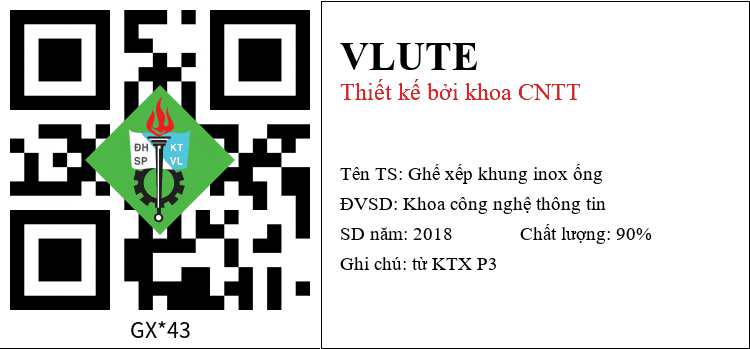 ĐH KT
SP VL
GX*43
VLUTE
Thiết kế bởi khoa CNTT
Tên TS: Ghế xếp khung inox ống
ĐVSD: Khoa công nghệ thông tin
SD năm: 2018 Chất lượng: 90%
Ghi chú: từ KTX P3